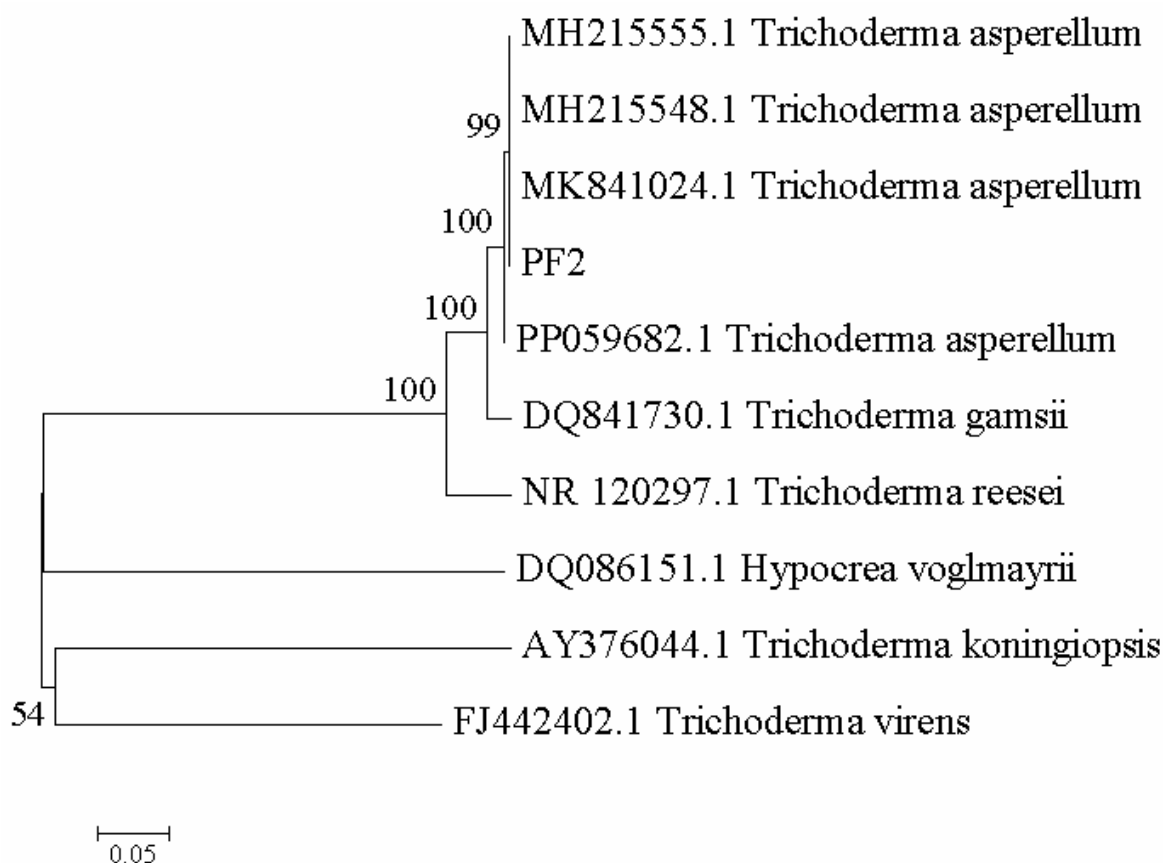 MH215555.1 Trichoderma asperellum
MH215548.1 Trichoderma asperellum
99
MK841024.1 Trichoderma asperellum
100
PF2
100
PP059682.1 Trichoderma asperellum
100
DQ841730.1 Trichoderma gamsii
NR 120297.1 Trichoderma reesei
DQ086151.1 Hypocrea voglmayrii
AY376044.1 Trichoderma koningiopsis
54
FJ442402.1 Trichoderma virens
0.05